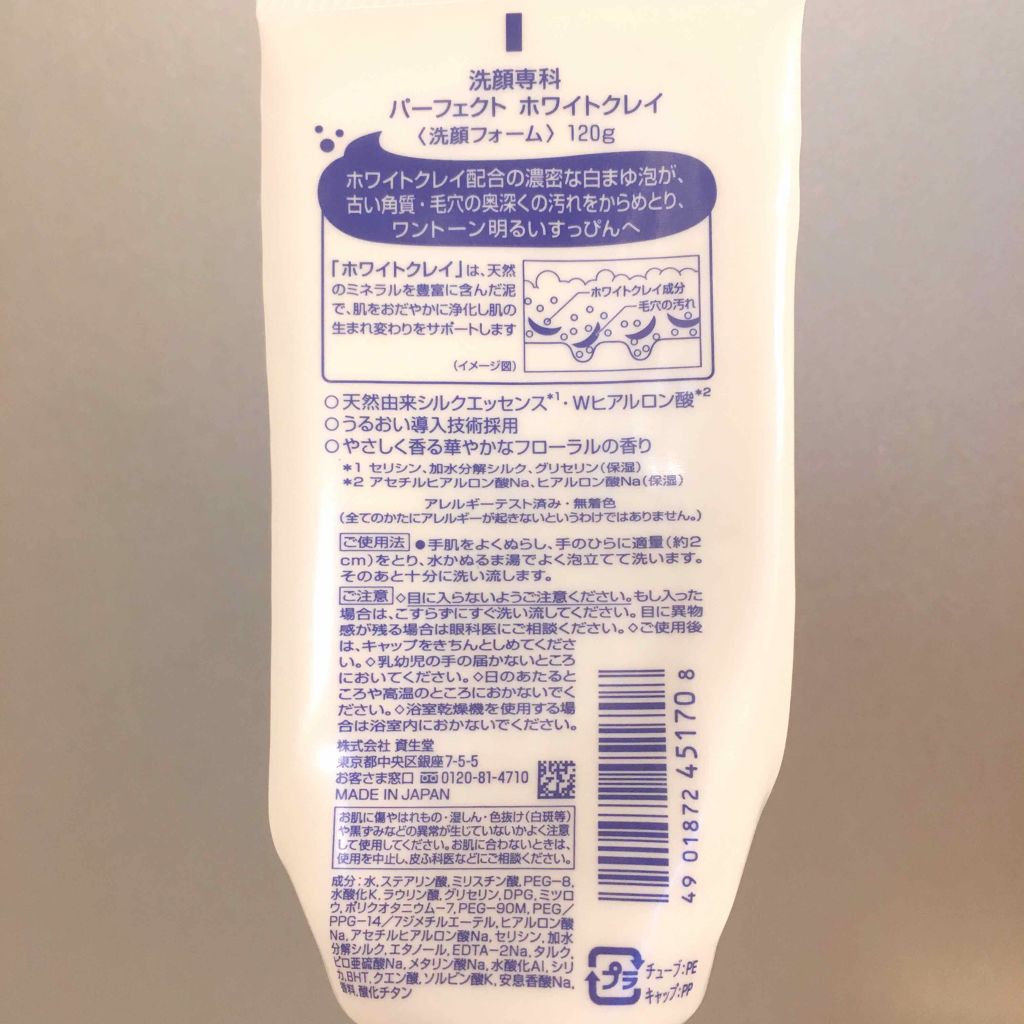 洗顔専科
パーフェクト ホワイトクレイ
〈洗顔フォーム〉 120g
ホワイトクレイ配合の濃密な白まゆ泡が、
古い角質・毛穴の奥深くの汚れをからめとり、
ワントーン明るいすっぴんへ
「ホワイトクレイ」は、天然
のミネラルを豊富に含んだ泥
で、肌をおだやかに浄化し肌の
生まれ変わりをサポートします
(イメージ図)
ホワイトクレイ成分
毛穴の汚れ
○天然由来シルクエッセンス*1・Wヒアルロン酸*2
○うるおい導入技術採用
○やさしく香る華やかなフローラルの香り
*1 セリシン、加水分解シルク、グリセリン(保湿)
*2 アセチルヒアルロン酸Na、ヒアルロン酸Na(保湿)
アレルギーテスト済み・無着色
(全てのかたにアレルギーが起きないというわけではありません。)
ご使用法 ●手肌をよくぬらし、手のひらに適量(約2
cm)をとり、水かぬるま湯でよく泡立てて洗います。
そのあと十分に洗い流します。
ご注意 ◇目に入らないようご注意ください。もし入った
場合は、こすらずにすぐ洗い流してください。目に異物
感が残る場合は眼科医にご相談ください。◇ご使用後
は、キャップをきちんとしめてくださ
い。◇乳幼児の手の届かないところ
においてください。◇日のあたると
ころや高温のところにおかないでく
ださい。◇浴室乾燥機を使用する場
合は浴室内におかないでください。
株式会社 資生堂
東京都中央区銀座7-5-5
お客さま窓口 0120-81-4710
MADE IN JAPAN
お肌に傷やはれもの・湿しん・色抜け(白斑等)
や黒ずみなどの異常が生じていないかよく注意
して使用してください。お肌に合わないときは、
使用を中止し、皮ふ科医などにご相談ください。
成分:水,ステアリン酸,ミリスチン酸,PEG-8,
水酸化K,ラウリン酸,グリセリン,DPG,ミツロ
ウ,ポリクオタニウム-7,PEG-90M,PEG/
PPG-14/7ジメチルエーテル,ヒアルロン酸
Na,アセチルヒアルロン酸Na,セリシン,加水
分解シルク,エタノール,EDTA-2Na,タルク,
ピロ亜硫酸Na,メタリン酸Na,水酸化Al,シリ
カ,BHT,クエン酸,ソルビン酸K,安息香酸Na,
香料,酸化チタン
4 901872 451708
プラ
チューブ:PE
キャップ:PP